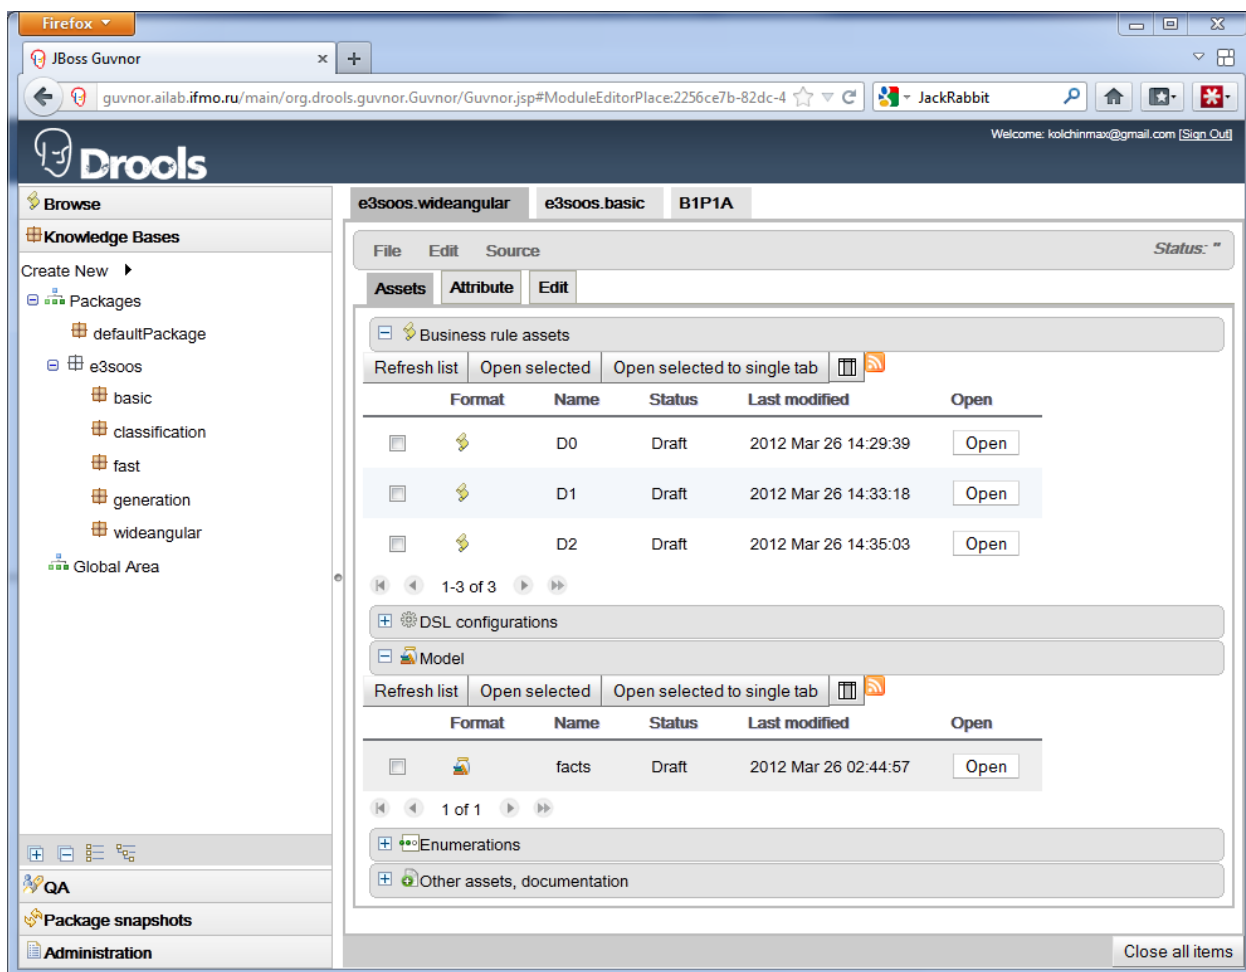 Firefox
JBoss Guvnor
guvnor.ailab.ifmo.ru/main/org.drools.guvnor.Guvnor/Guvnor.jsp#ModuleEditorPlace:2256ce7b-82dc-4
JackRabbit
Drools
Welcome: kolchinmax@gmail.com [Sign Out]
Browse
Knowledge Bases
Create New
Packages
defaultPackage
e3soos
basic
classification
fast
generation
wideangular
Global Area
QA
Package snapshots
Administration
e3soos.wideangular e3soos.basic B1P1A
File Edit Source Status: "
Assets Attribute Edit
Business rule assets
Refresh list Open selected Open selected to single tab
Format Name Status Last modified Open
D0 Draft 2012 Mar 26 14:29:39 Open
D1 Draft 2012 Mar 26 14:33:18 Open
D2 Draft 2012 Mar 26 14:35:03 Open
1-3 of 3
DSL configurations
Model
Refresh list Open selected Open selected to single tab
Format Name Status Last modified Open
facts Draft 2012 Mar 26 02:44:57 Open
1 of 1
Enumerations
Other assets, documentation
Close all items